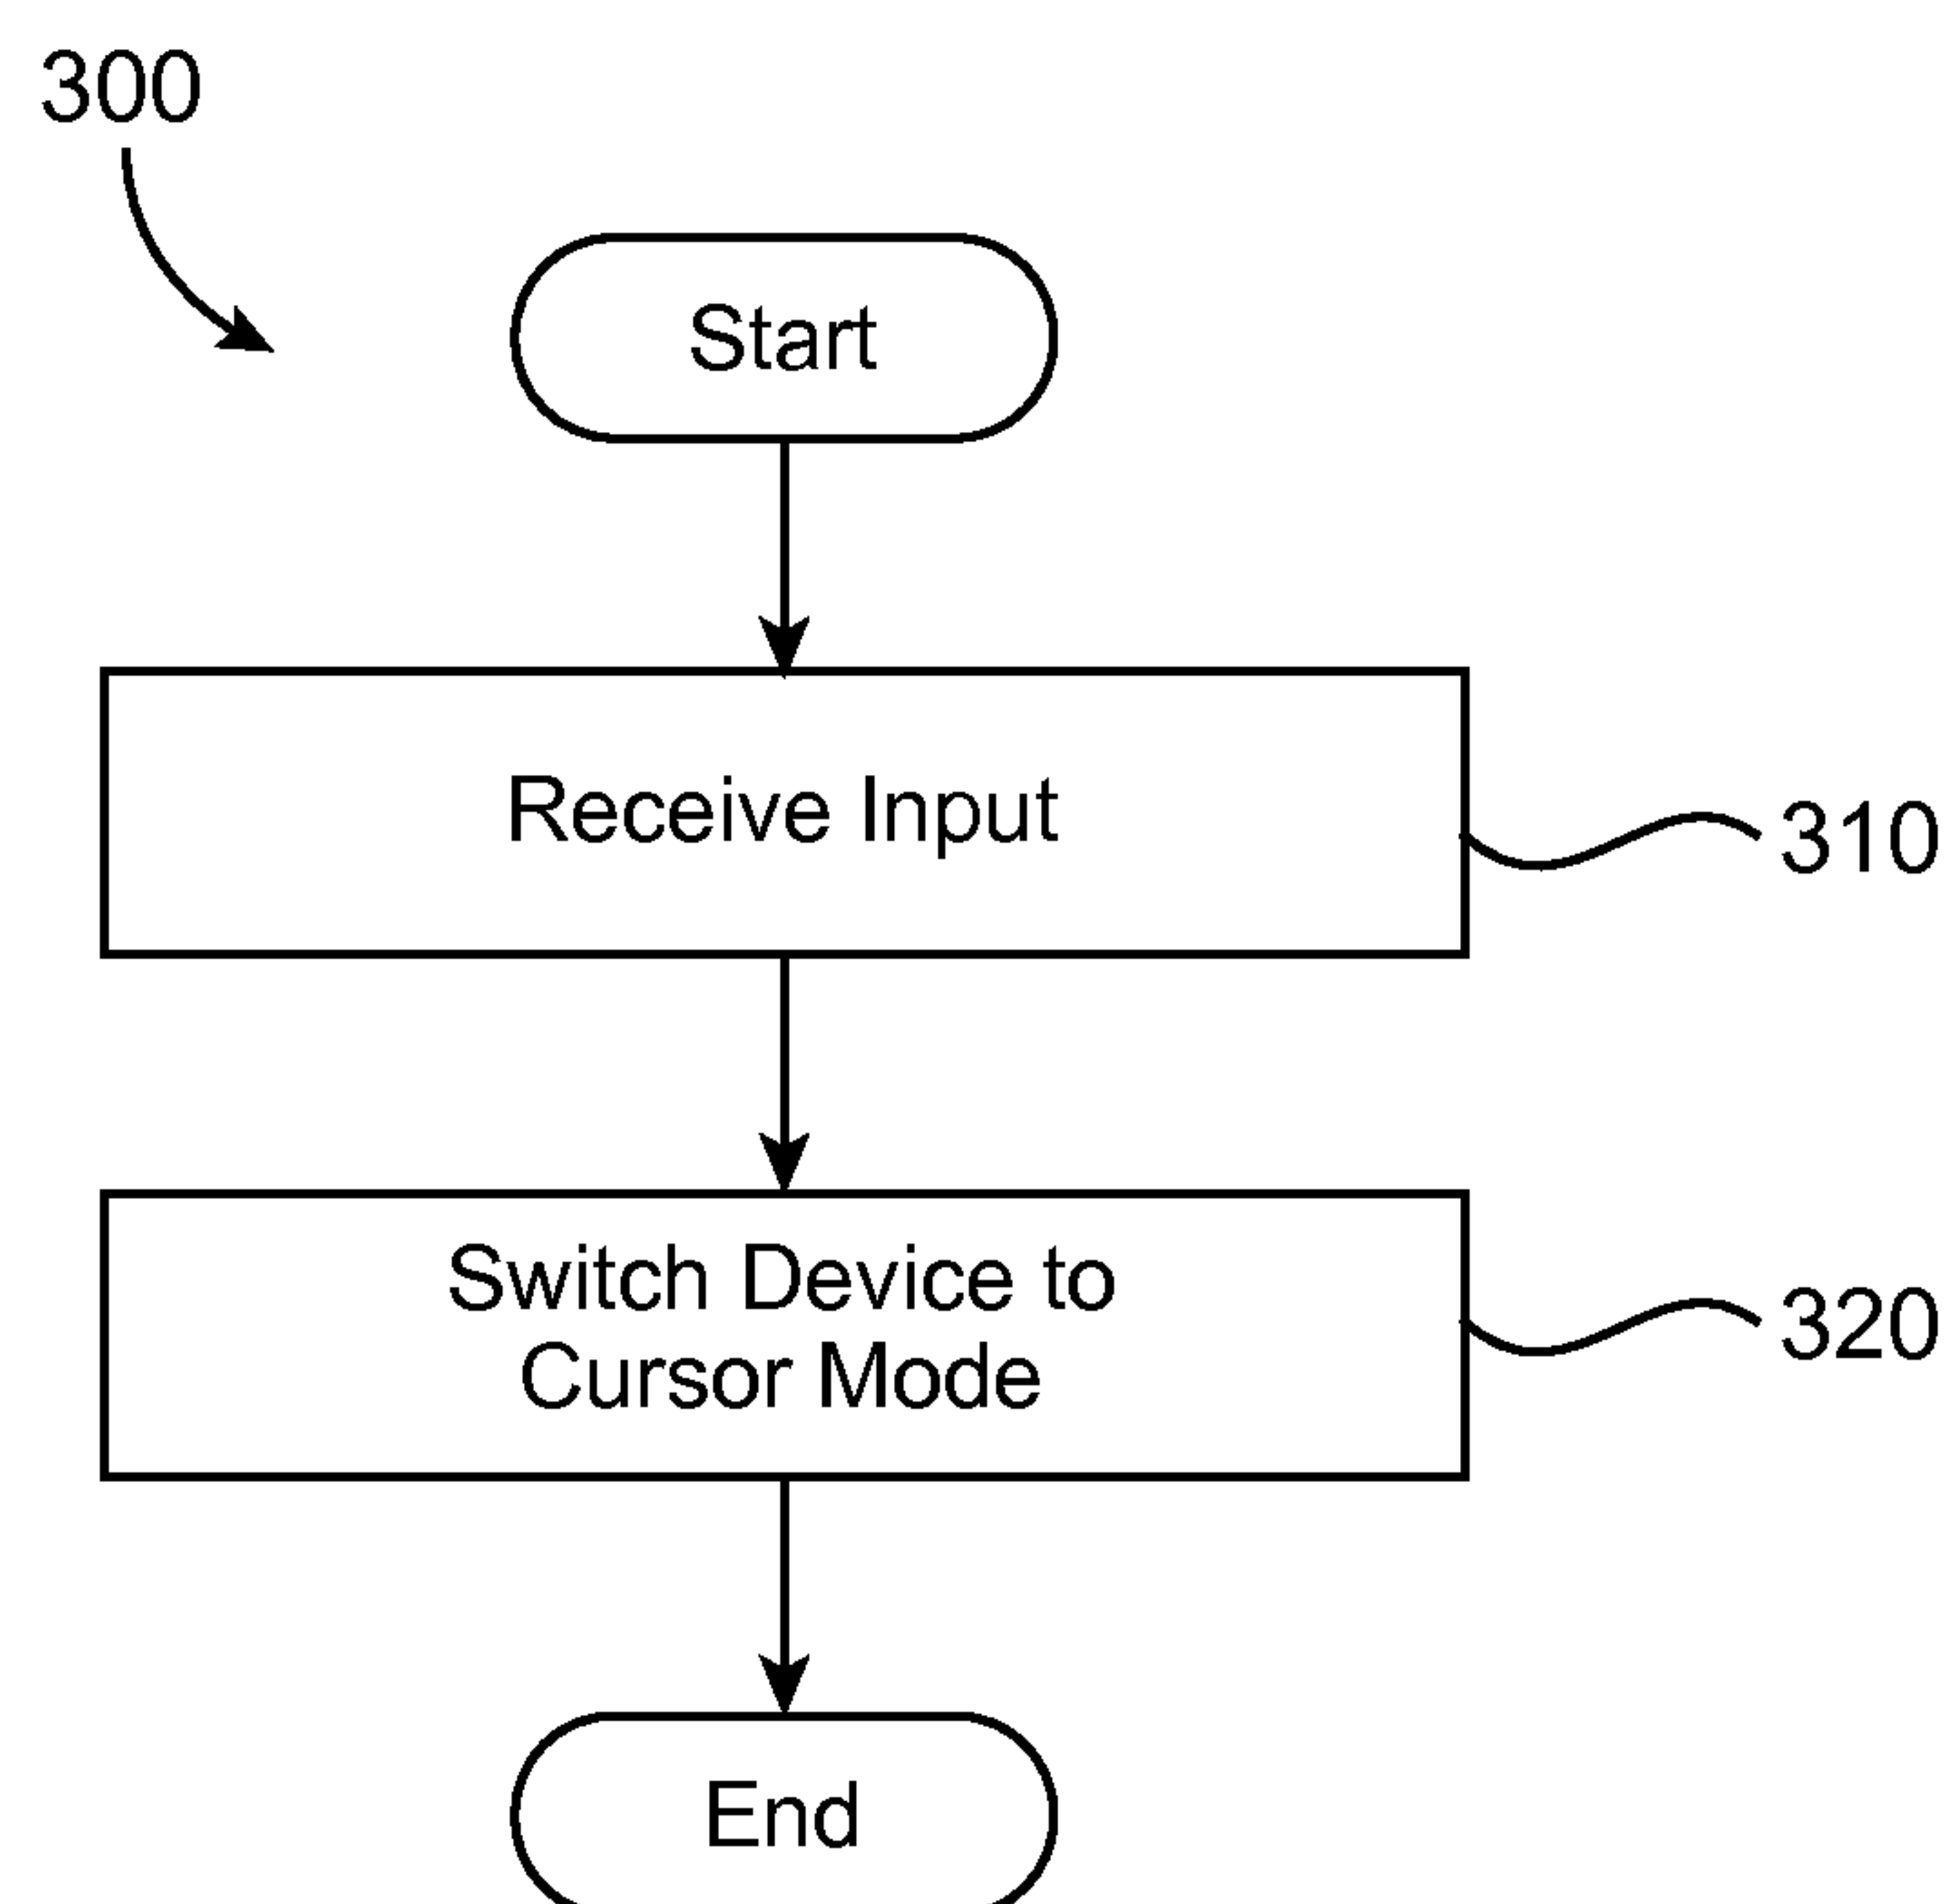 300
Start
Receive Input
310
Switch Device to
Cursor Mode
320
End